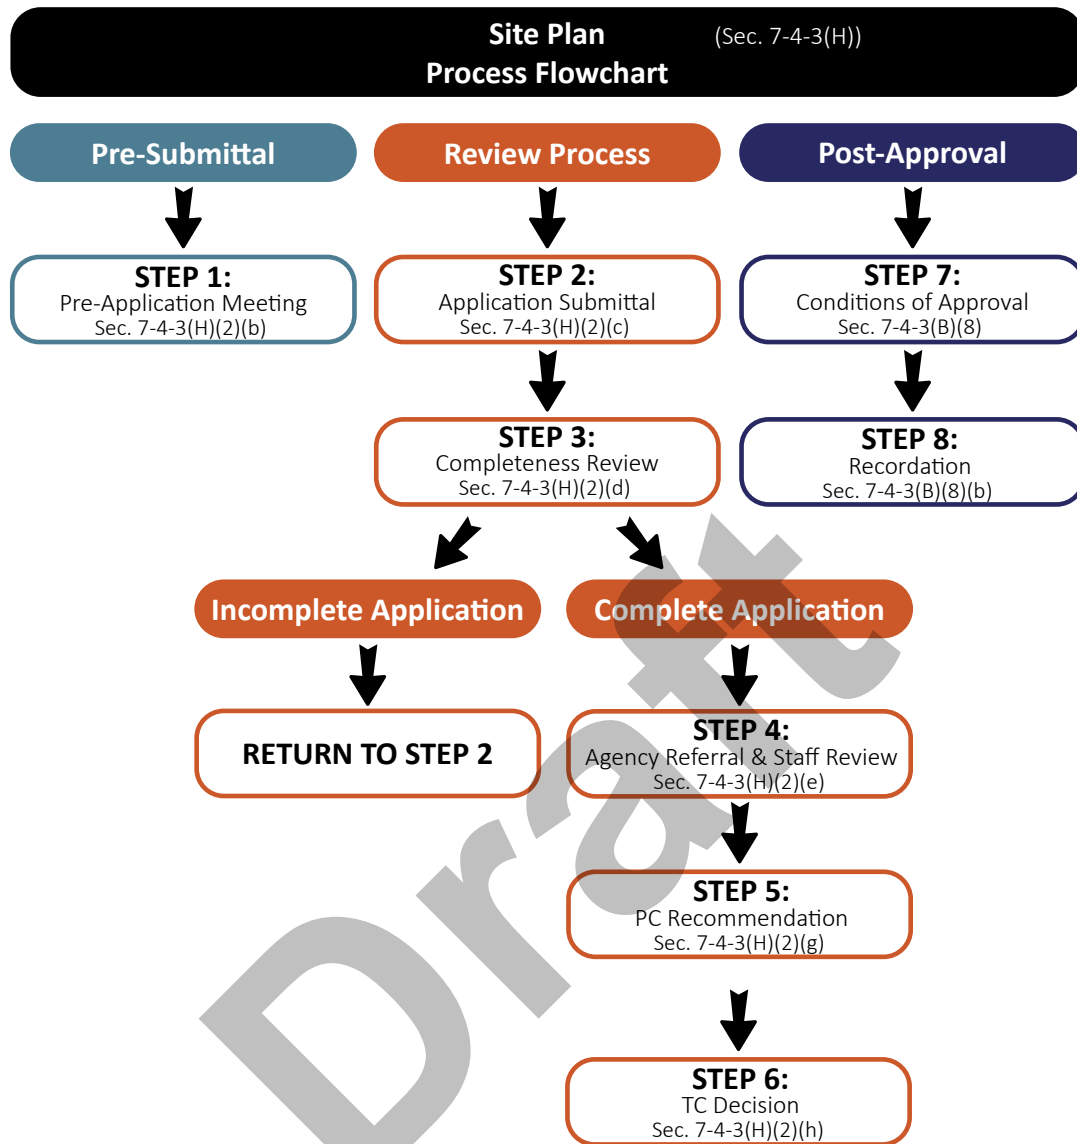 Site Plan (Sec. 7-4-3(H))
Process Flowchart
Pre-Submittal
STEP 1:
Pre-Application Meeting
Sec. 7-4-3(H)(2)(b)
Review Process
STEP 2:
Application Submittal
Sec. 7-4-3(H)(2)(c)
STEP 3:
Completeness Review
Sec. 7-4-3(H)(2)(d)
Incomplete Application
RETURN TO STEP 2
Complete Application
STEP 4:
Agency Referral & Staff Review
Sec. 7-4-3(H)(2)(e)
STEP 5:
PC Recommendation
Sec. 7-4-3(H)(2)(g)
STEP 6:
TC Decision
Sec. 7-4-3(H)(2)(h)
Post-Approval
STEP 7:
Conditions of Approval
Sec. 7-4-3(B)(8)
STEP 8:
Recordation
Sec. 7-4-3(B)(8)(b)
Draft